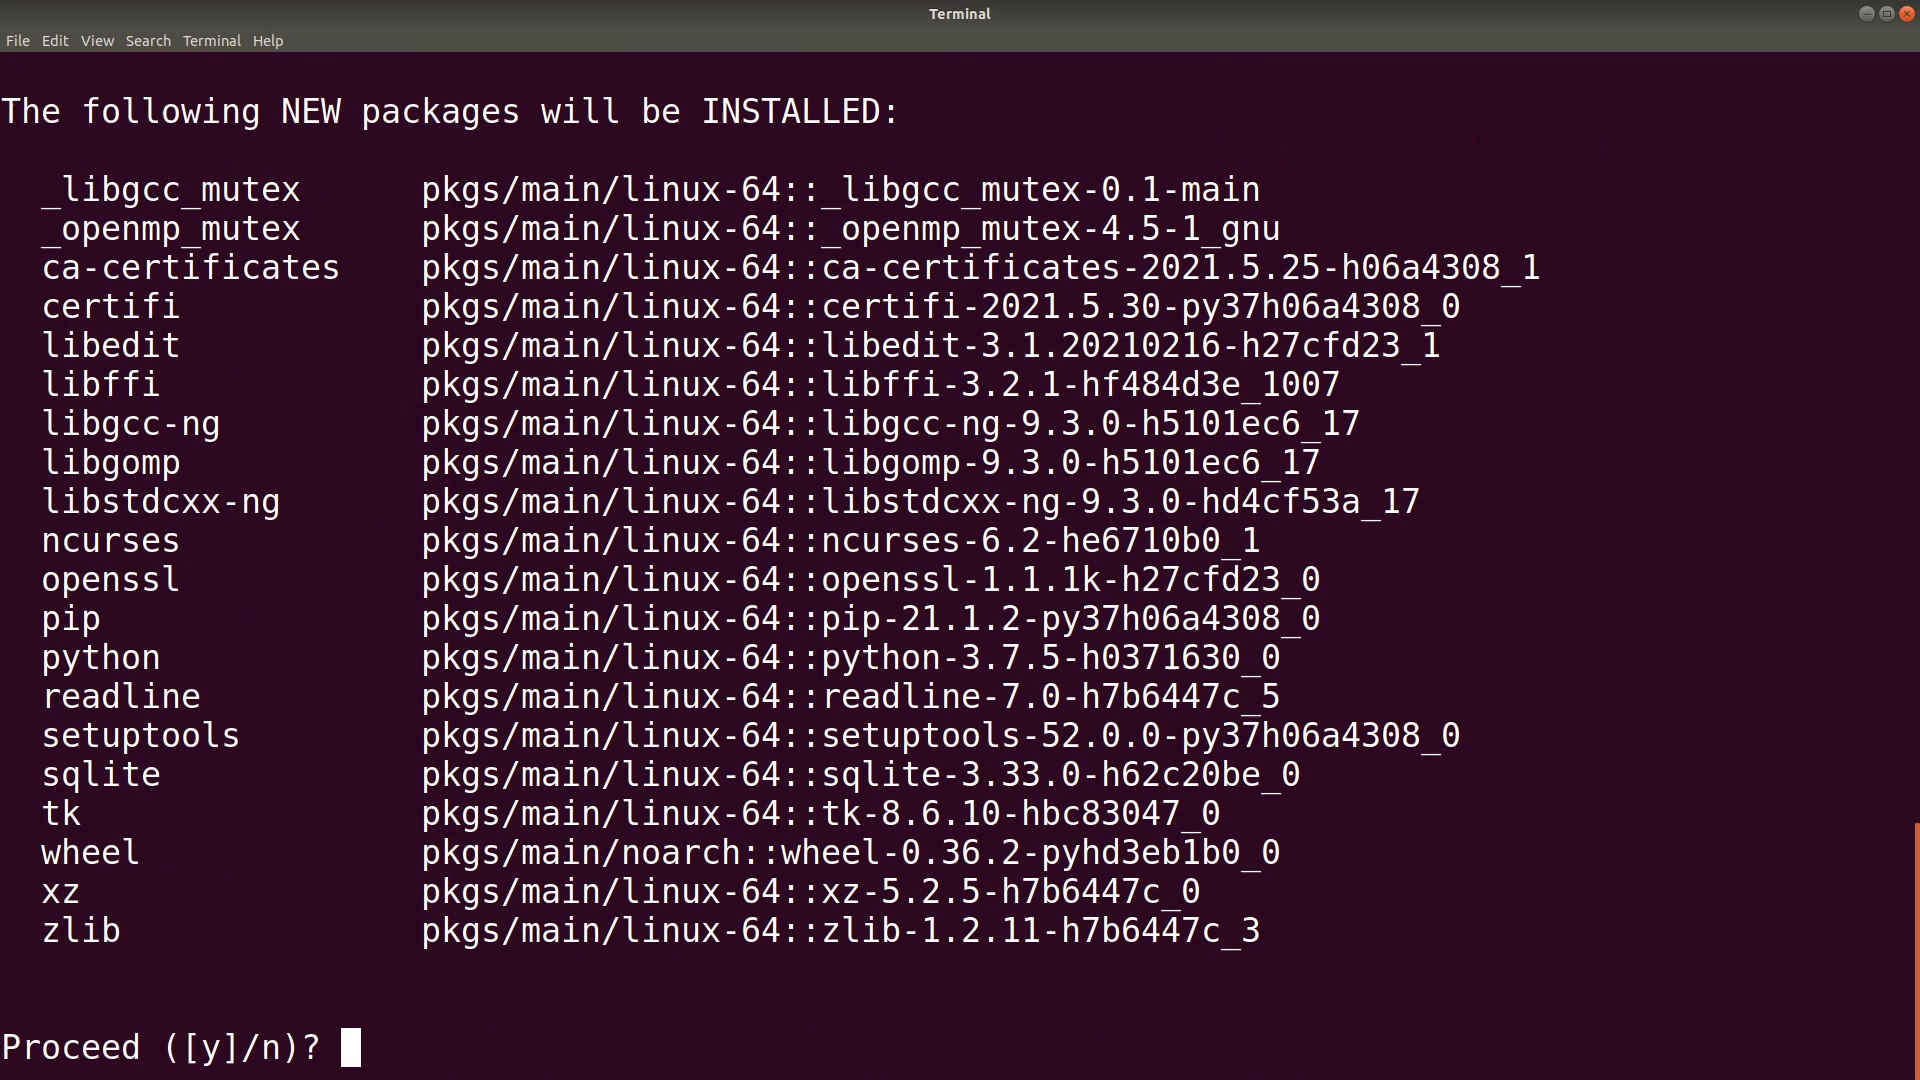 Terminal
File Edit View Search Terminal Help
The following NEW packages will be INSTALLED:
_libgcc_mutex pkgs/main/linux-64::_libgcc_mutex-0.1-main
_openmp_mutex pkgs/main/linux-64::_openmp_mutex-4.5-1_gnu
ca-certificates pkgs/main/linux-64::ca-certificates-2021.5.25-h06a4308_1
certifi pkgs/main/linux-64::certifi-2021.5.30-py37h06a4308_0
libedit pkgs/main/linux-64::libedit-3.1.20210216-h27cfd23_1
libffi pkgs/main/linux-64::libffi-3.2.1-hf484d3e_1007
libgcc-ng pkgs/main/linux-64::libgcc-ng-9.3.0-h5101ec6_17
libgomp pkgs/main/linux-64::libgomp-9.3.0-h5101ec6_17
libstdcxx-ng pkgs/main/linux-64::libstdcxx-ng-9.3.0-hd4cf53a_17
ncurses pkgs/main/linux-64::ncurses-6.2-he6710b0_1
openssl pkgs/main/linux-64::openssl-1.1.1k-h27cfd23_0
pip pkgs/main/linux-64::pip-21.1.2-py37h06a4308_0
python pkgs/main/linux-64::python-3.7.5-h0371630_0
readline pkgs/main/linux-64::readline-7.0-h7b6447c_5
setuptools pkgs/main/linux-64::setuptools-52.0.0-py37h06a4308_0
sqlite pkgs/main/linux-64::sqlite-3.33.0-h62c20be_0
tk pkgs/main/linux-64::tk-8.6.10-hbc83047_0
wheel pkgs/main/noarch::wheel-0.36.2-pyhd3eb1b0_0
xz pkgs/main/linux-64::xz-5.2.5-h7b6447c_0
zlib pkgs/main/linux-64::zlib-1.2.11-h7b6447c_3
Proceed ([y]/n)?